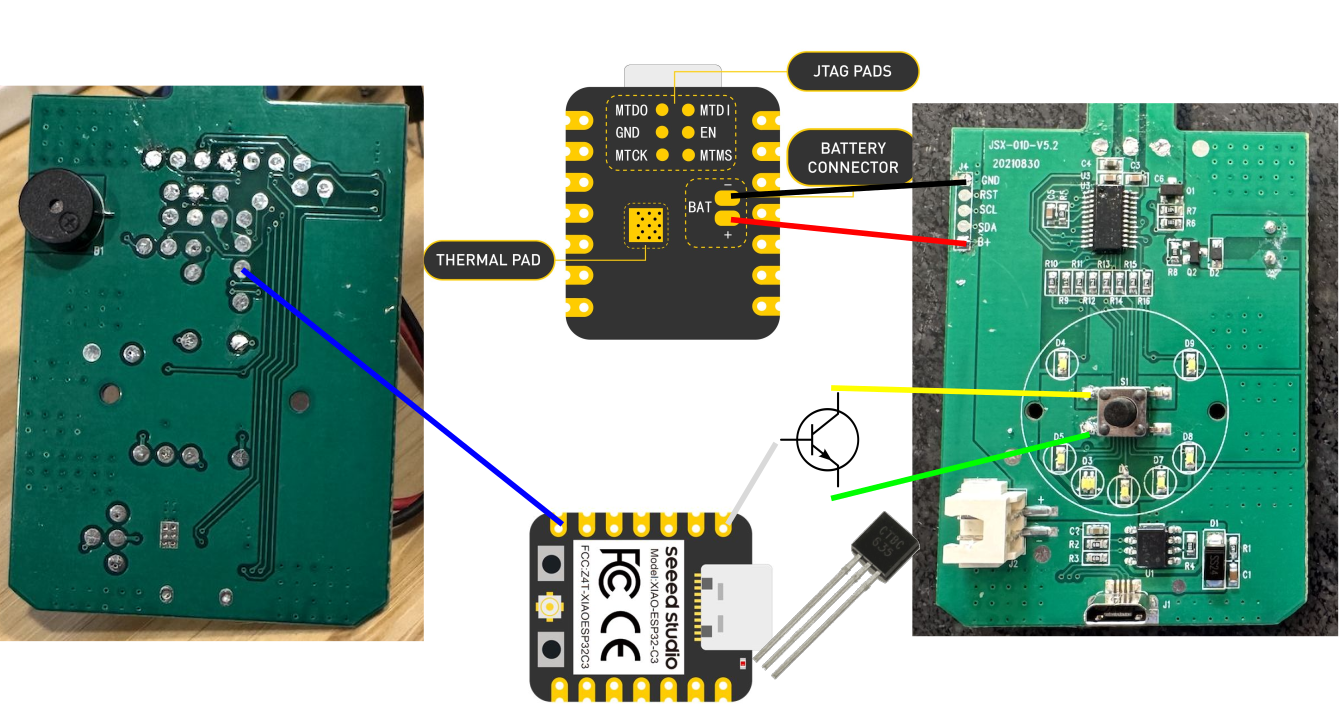 JTAG PADS
MTDO
MTDI
GND
EN
MTCK
MTMS
BAT
−
+
BATTERY
CONNECTOR
THERMAL PAD
B1
JSX-01D-V5.2
20210830
J4
GND
RST
SCL
SDA
B+
C4
U3
C3
C5
R5
C6
Q1
R7
R6
R8
Q2
D2
R10
R11
R13
R15
R9
R12
R14
R16
D4
D9
S1
D5
D8
D3
D7
+
-
J2
C2
R2
R3
U1
R4
D1
SS24
R1
C1
J1
seeed studio
Model:XIAO-ESP32-C3
FC CE
FCC:Z4T-XIAOESP32C3